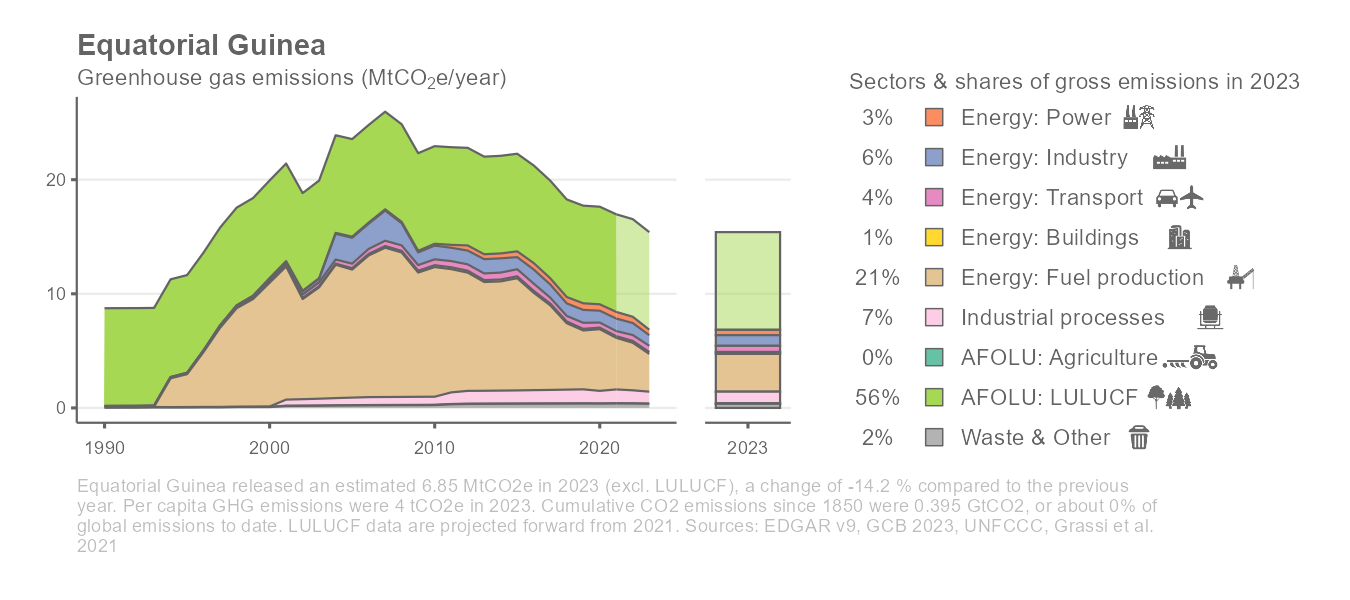 Equatorial Guinea
Greenhouse gas emissions (MtCO₂e/year)
20
10
0
1990
2000
2010
2020
2023
Sectors & shares of gross emissions in 2023
3% Energy: Power
6% Energy: Industry
4% Energy: Transport
1% Energy: Buildings
21% Energy: Fuel production
7% Industrial processes
0% AFOLU: Agriculture
56% AFOLU: LULUCF
2% Waste & Other
Equatorial Guinea released an estimated 6.85 MtCO2e in 2023 (excl. LULUCF), a change of -14.2 % compared to the previous
year. Per capita GHG emissions were 4 tCO2e in 2023. Cumulative CO2 emissions since 1850 were 0.395 GtCO2, or about 0% of
global emissions to date. LULUCF data are projected forward from 2021. Sources: EDGAR v9, GCB 2023, UNFCCC, Grassi et al.
2021